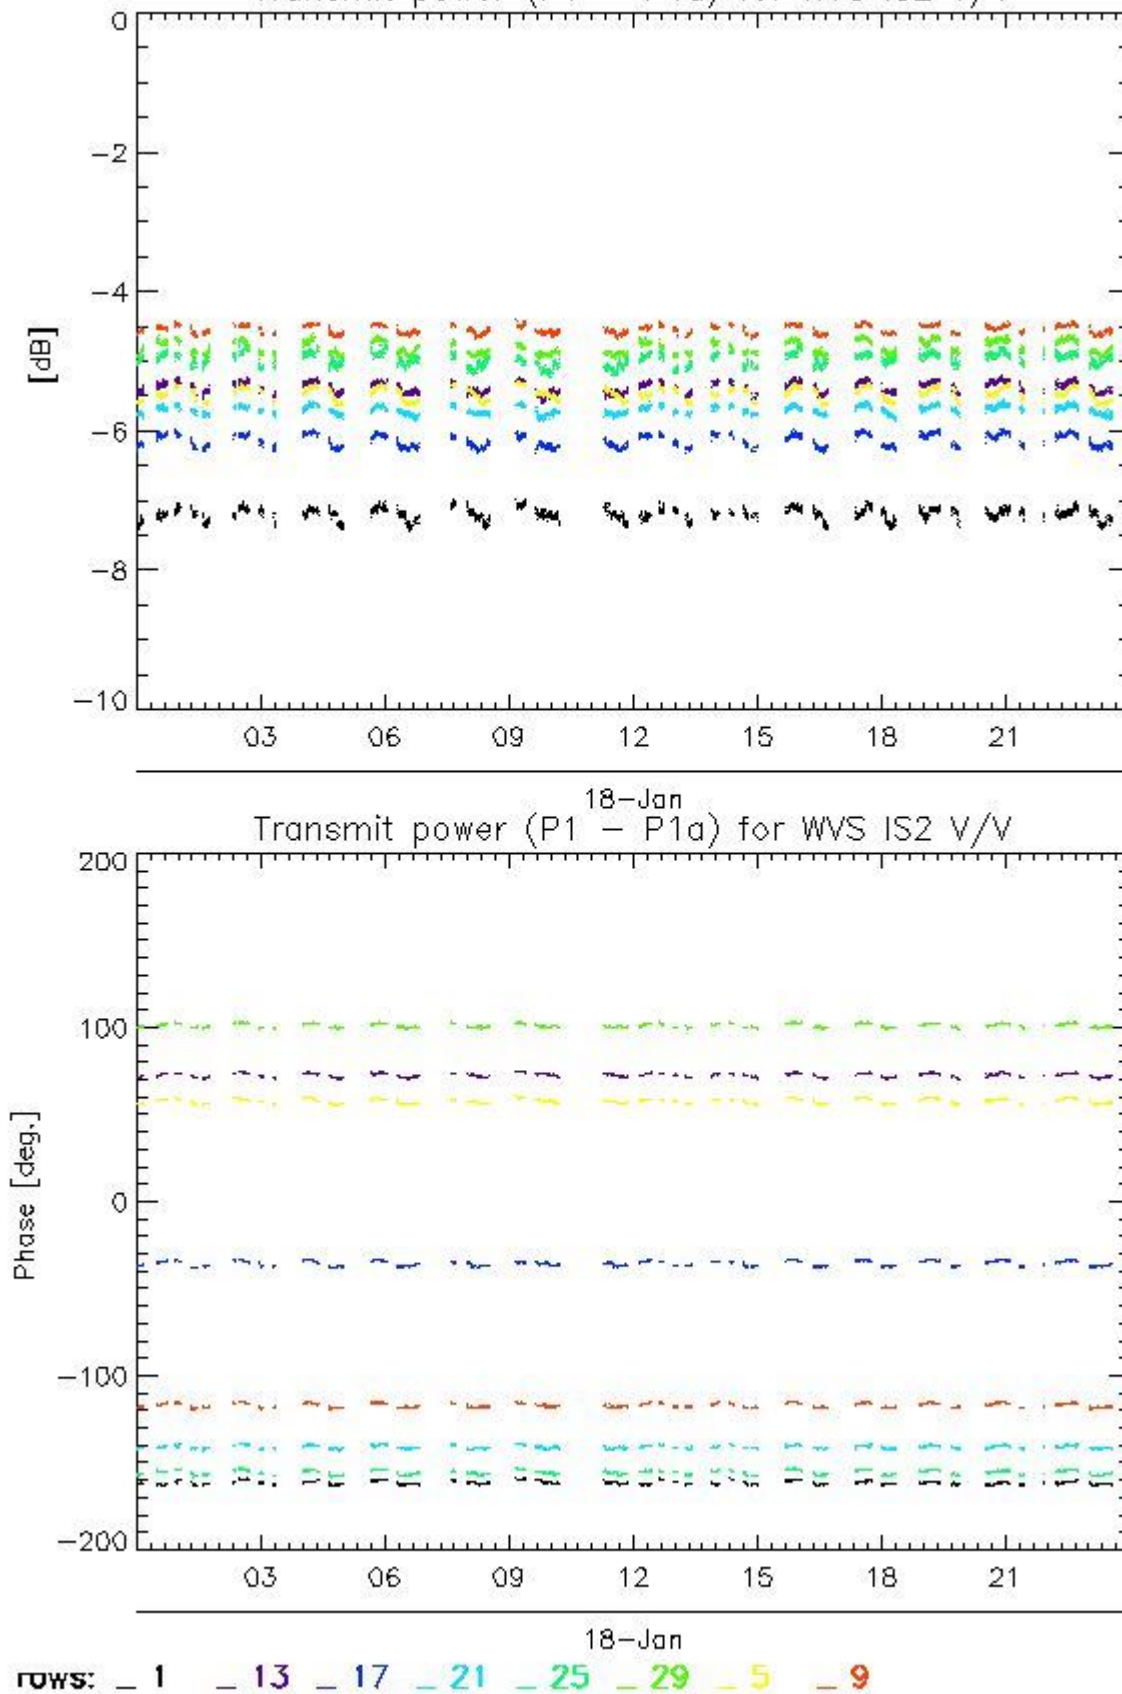 0
−2
−4
[dB]
−6
−8
−10
03 06 09 12 15 18 21
18-Jan
Transmit power (P1 − P1a) for WVS IS2 V/V
200
100
0
Phase [deg.]
−100
−200
03 06 09 12 15 18 21
18-Jan
rows: _ 1 _ 13 _ 17 _ 21 _ 25 _ 29 _ 5 _ 9